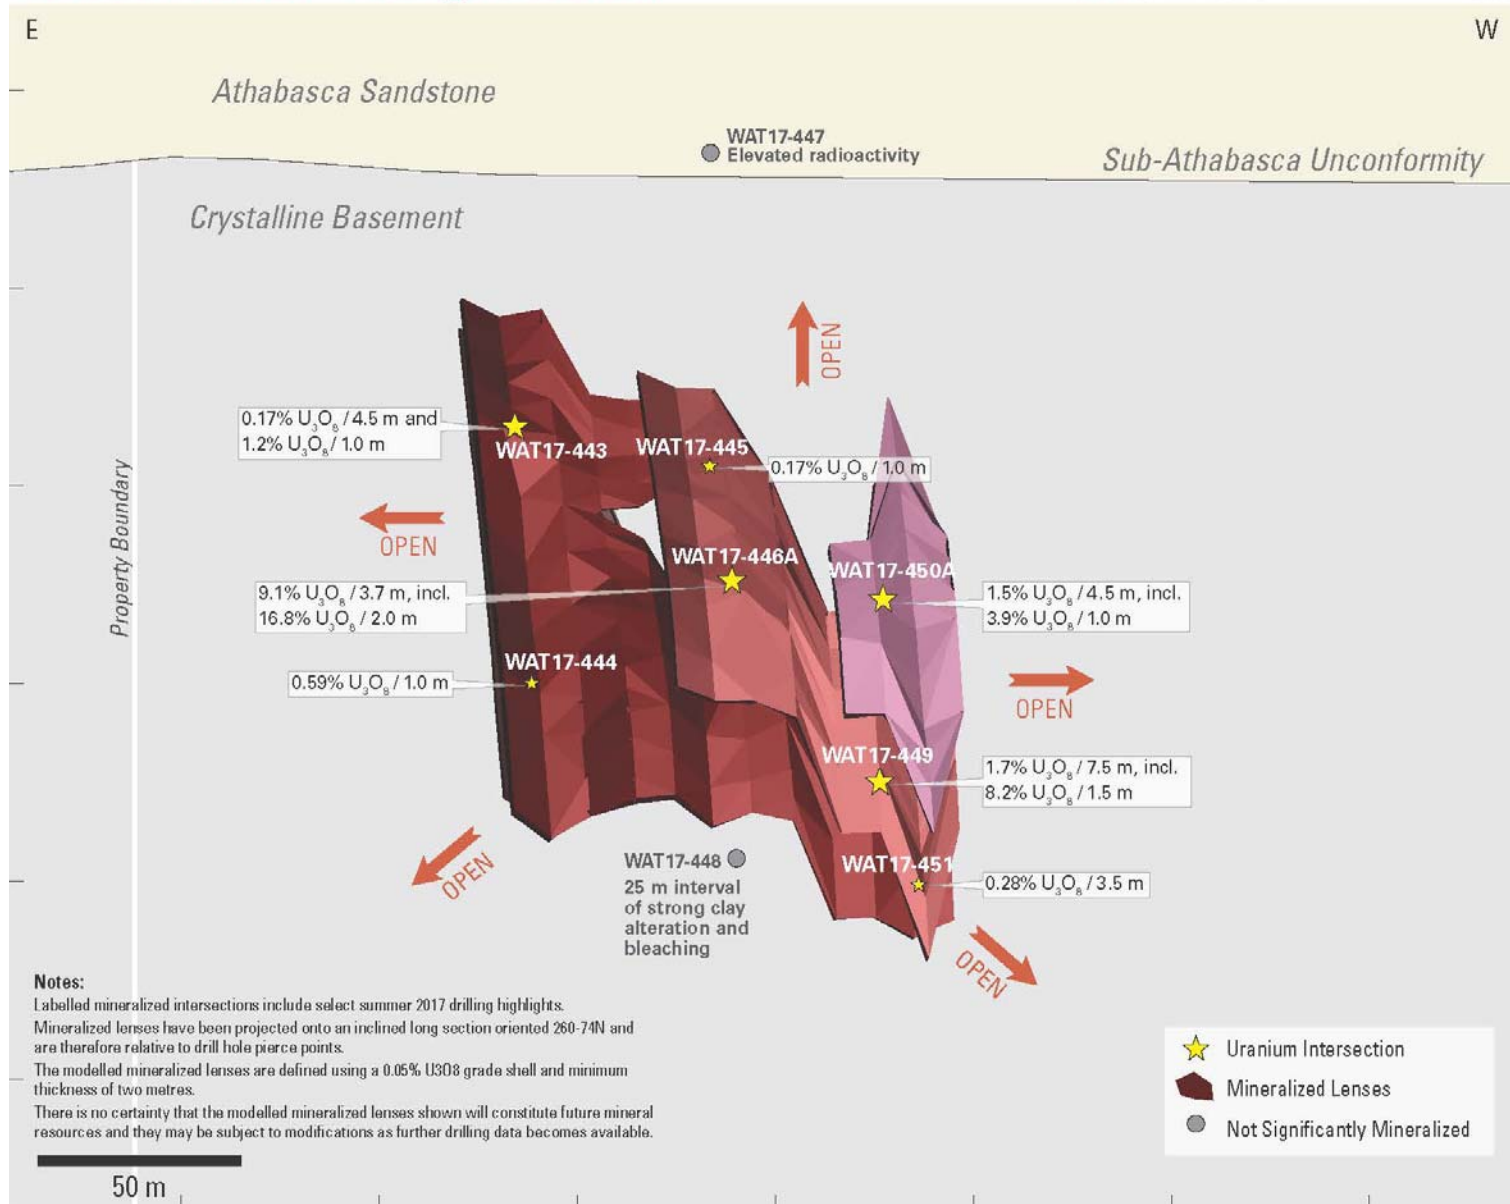 E
W
Athabasca Sandstone
WAT17-447
Elevated radioactivity
Sub-Athabasca Unconformity
Crystalline Basement
OPEN
0.17% U₃O₈ / 4.5 m and
1.2% U₃O₈ / 1.0 m
WAT17-443
WAT17-445
0.17% U₃O₈ / 1.0 m
Property Boundary
OPEN
WAT17-446A
WAT17-450A
9.1% U₃O₈ / 3.7 m, incl.
16.8% U₃O₈ / 2.0 m
1.5% U₃O₈ / 4.5 m, incl.
3.9% U₃O₈ / 1.0 m
WAT17-444
0.59% U₃O₈ / 1.0 m
OPEN
WAT17-449
1.7% U₃O₈ / 7.5 m, incl.
8.2% U₃O₈ / 1.5 m
OPEN
WAT17-448
25 m interval
of strong clay
alteration and
bleaching
WAT17-451
0.28% U₃O₈ / 3.5 m
OPEN
Notes:
Labelled mineralized intersections include select summer 2017 drilling highlights.
Mineralized lenses have been projected onto an inclined long section oriented 260-74N and
are therefore relative to drill hole pierce points.
The modelled mineralized lenses are defined using a 0.05% U3O8 grade shell and minimum
thickness of two metres.
There is no certainty that the modelled mineralized lenses shown will constitute future mineral
resources and they may be subject to modifications as further drilling data becomes available.
50 m
Uranium Intersection
Mineralized Lenses
Not Significantly Mineralized